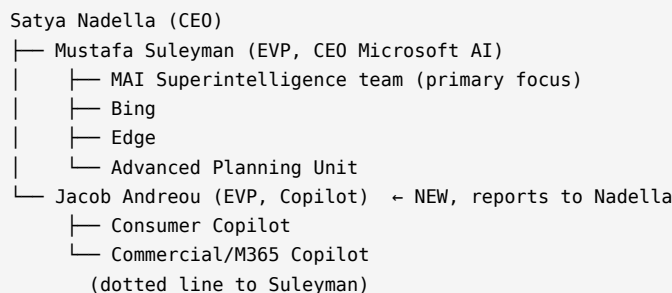 Satya Nadella (CEO)
├── Mustafa Suleyman (EVP, CEO Microsoft AI)
│     ├── MAI Superintelligence team (primary focus)
│     ├── Bing
│     ├── Edge
│     └── Advanced Planning Unit
└── Jacob Andreou (EVP, Copilot)  ← NEW, reports to Nadella
      ├── Consumer Copilot
      └── Commercial/M365 Copilot
        (dotted line to Suleyman)